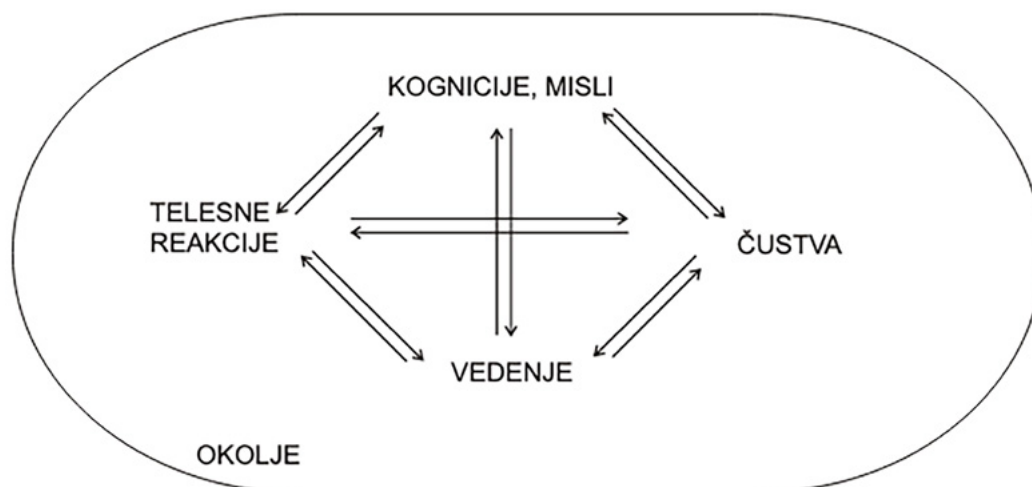 KOGNICIJE, MISLI
TELESNE
REAKCIJE
ČUSTVA
VEDENJE
OKOLJE